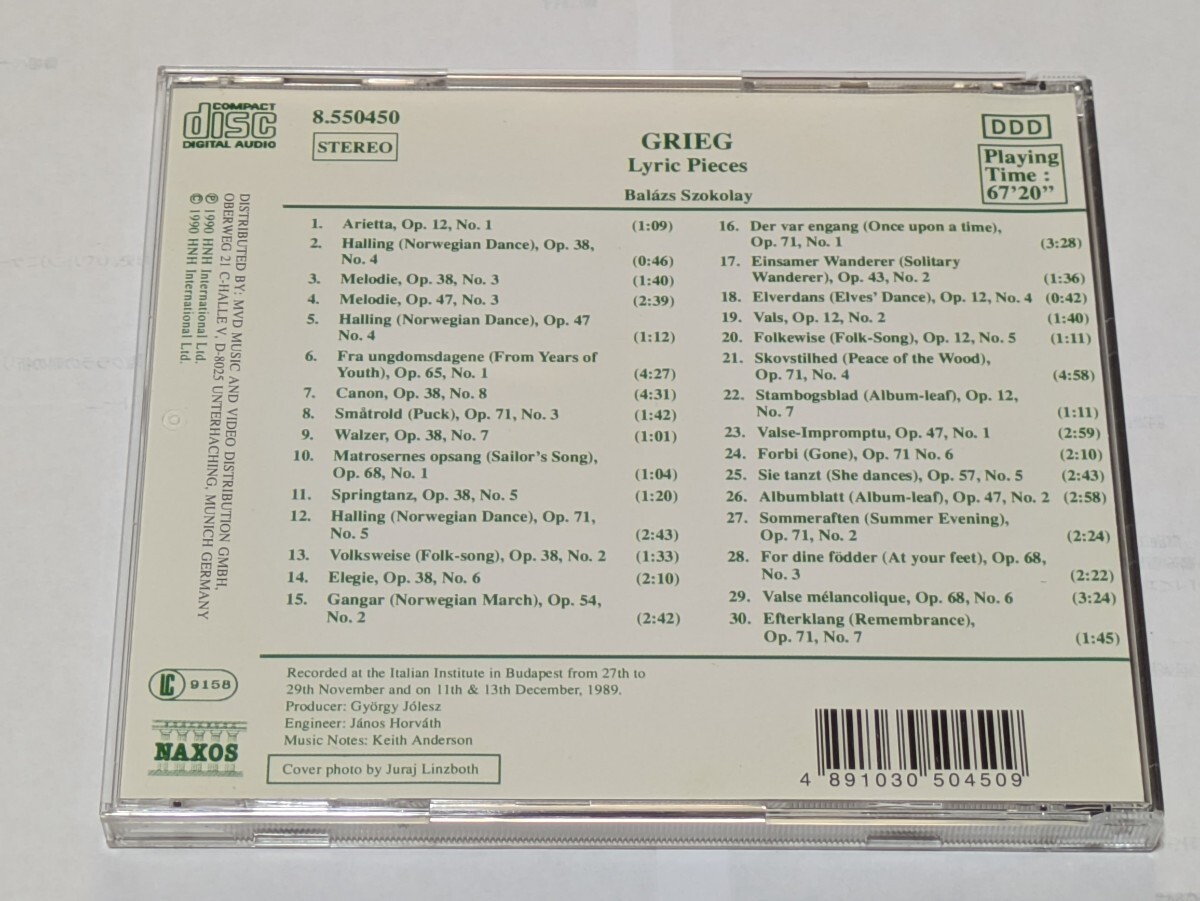 COMPACT
disc
DIGITAL AUDIO
8.550450
STEREO
GRIEG
Lyric Pieces
Balázs Szokolay
DDD
Playing
Time :
67'20"
1. Arietta, Op. 12, No. 1 (1:09)
2. Halling (Norwegian Dance), Op. 38,
No. 4 (0:46)
3. Melodie, Op. 38, No. 3 (1:40)
4. Melodie, Op. 47, No. 3 (2:39)
5. Halling (Norwegian Dance), Op. 47
No. 4 (1:12)
6. Fra ungdomsdagene (From Years of
Youth), Op. 65, No. 1 (4:27)
7. Canon, Op. 38, No. 8 (4:31)
8. Småtrold (Puck), Op. 71, No. 3 (1:42)
9. Walzer, Op. 38, No. 7 (1:01)
10. Matrosernes opsang (Sailor's Song),
Op. 68, No. 1 (1:04)
11. Springtanz, Op. 38, No. 5 (1:20)
12. Halling (Norwegian Dance), Op. 71,
No. 5 (2:43)
13. Volksweise (Folk-song), Op. 38, No. 2 (1:33)
14. Elegie, Op. 38, No. 6 (2:10)
15. Gangar (Norwegian March), Op. 54,
No. 2 (2:42)
16. Der var engang (Once upon a time),
Op. 71, No. 1 (3:28)
17. Einsamer Wanderer (Solitary
Wanderer), Op. 43, No. 2 (1:36)
18. Elverdans (Elves' Dance), Op. 12, No. 4 (0:42)
19. Vals, Op. 12, No. 2 (1:40)
20. Folkewise (Folk-Song), Op. 12, No. 5 (1:11)
21. Skovstilhed (Peace of the Wood),
Op. 71, No. 4 (4:58)
22. Stambogsblad (Album-leaf), Op. 12,
No. 7 (1:11)
23. Valse-Impromptu, Op. 47, No. 1 (2:59)
24. Forbi (Gone), Op. 71 No. 6 (2:10)
25. Sie tanzt (She dances), Op. 57, No. 5 (2:43)
26. Albumblatt (Album-leaf), Op. 47, No. 2 (2:58)
27. Sommeraften (Summer Evening),
Op. 71, No. 2 (2:24)
28. For dine födder (At your feet), Op. 68,
No. 3 (2:22)
29. Valse mélancolique, Op. 68, No. 6 (3:24)
30. Efterklang (Remembrance),
Op. 71, No. 7 (1:45)
DISTRIBUTED BY: MVD MUSIC AND VIDEO DISTRIBUTION GMBH,
OBERWEG 21 C-HALLE V, D-8025 UNTERHACHING, MUNICH GERMANY
℗ 1990 HNH International Ltd.
© 1990 HNH International Ltd.
LC 9158
NAXOS
Recorded at the Italian Institute in Budapest from 27th to
29th November and on 11th & 13th December, 1989.
Producer: György Jólesz
Engineer: János Horváth
Music Notes: Keith Anderson
Cover photo by Juraj Linzboth
4 891030 504509